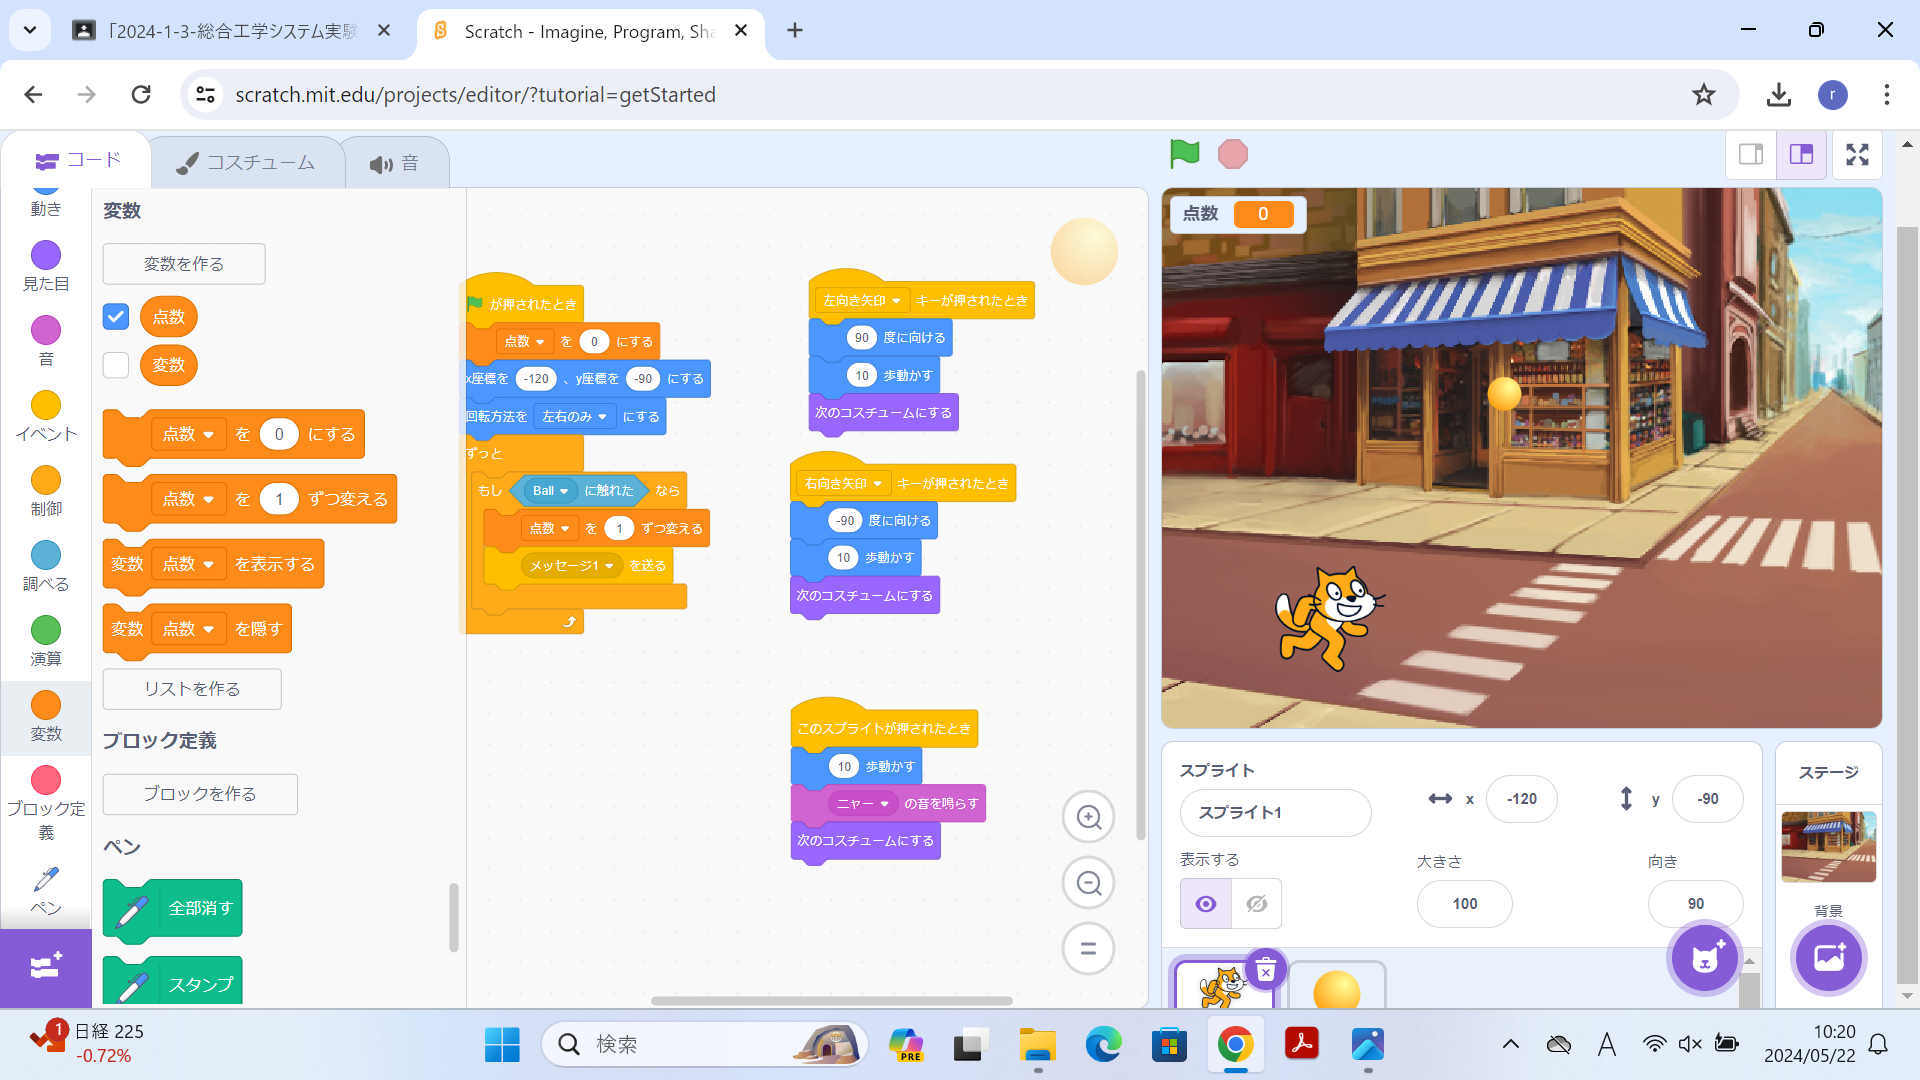 「2024-1-3-総合工学システム実験
Scratch - Imagine, Program, Sha
scratch.mit.edu/projects/editor/?tutorial=getStarted
r
コード
コスチューム
音
動き
見た目
音
イベント
制御
調べる
演算
変数
ブロック定
義
ペン
変数
変数を作る
点数
変数
点数 を 0 にする
点数 を 1 ずつ変える
変数 点数 を表示する
変数 点数 を隠す
リストを作る
ブロック定義
ブロックを作る
ペン
全部消す
スタンプ
が押されたとき
点数 を 0 にする
x座標を -120 、y座標を -90 にする
回転方法を 左右のみ にする
ずっと
もし Ball に触れた なら
点数 を 1 ずつ変える
メッセージ1 を送る
左向き矢印 キーが押されたとき
90 度に向ける
10 歩動かす
次のコスチュームにする
右向き矢印 キーが押されたとき
-90 度に向ける
10 歩動かす
次のコスチュームにする
このスプライトが押されたとき
10 歩動かす
ニャー の音を鳴らす
次のコスチュームにする
点数 0
スプライト
スプライト1
x -120
y -90
表示する
大きさ
100
向き
90
ステージ
背景
1
日経 225
-0.72%
検索
PRE
A
10:20
2024/05/22